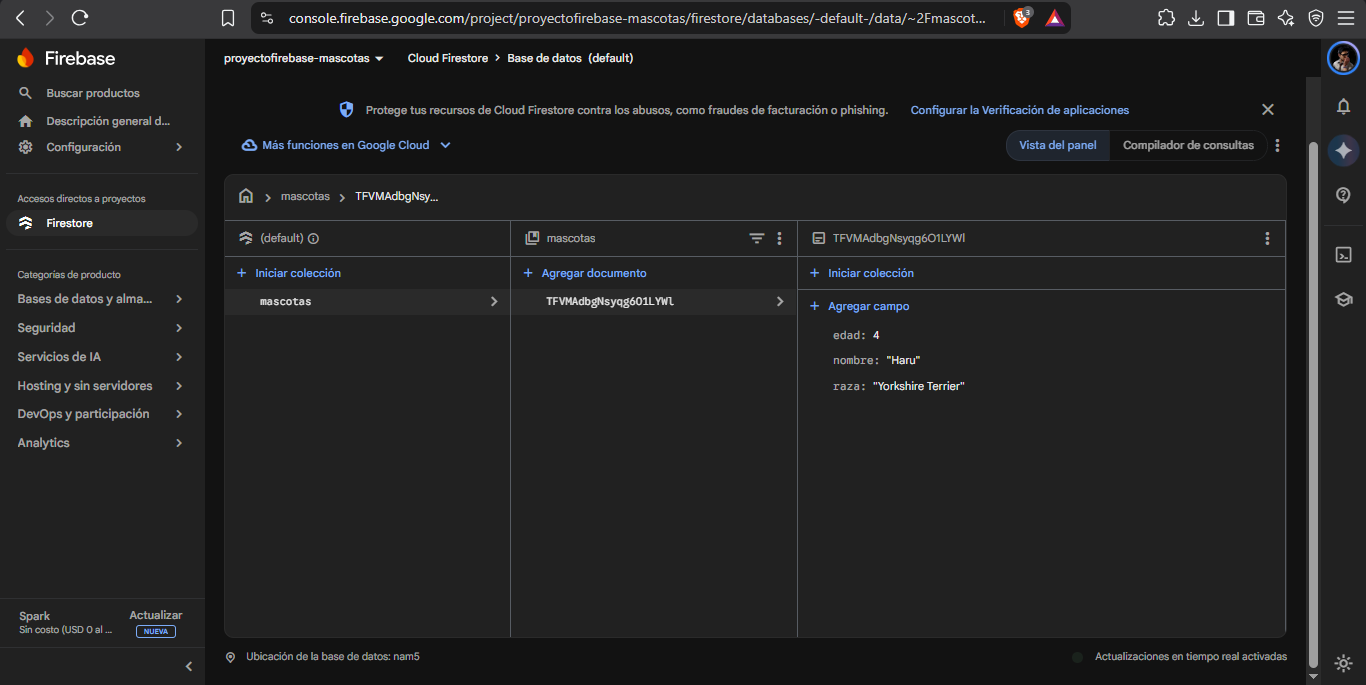 console.firebase.google.com/project/proyectofirebase-mascotas/firestore/databases/-default-/data/~2Fmascot...
3
Firebase
proyectofirebase-mascotas
Cloud Firestore > Base de datos (default)
Buscar productos
Descripción general d...
Configuración
Accesos directos a proyectos
Firestore
Categorías de producto
Bases de datos y alma...
Seguridad
Servicios de IA
Hosting y sin servidores
DevOps y participación
Analytics
Spark
Sin costo (USD 0 al ...
Actualizar
NUEVA
Protege tus recursos de Cloud Firestore contra los abusos, como fraudes de facturación o phishing. Configurar la Verificación de aplicaciones
Más funciones en Google Cloud
Vista del panel
Compilador de consultas
mascotas > TFVMAdbgNsy...
(default)
Iniciar colección
mascotas
mascotas
Agregar documento
TFVMAdbgNsyqg6O1LYWl
TFVMAdbgNsyqg6O1LYWl
Iniciar colección
Agregar campo
edad: 4
nombre: "Haru"
raza: "Yorkshire Terrier"
Ubicación de la base de datos: nam5
Actualizaciones en tiempo real activadas